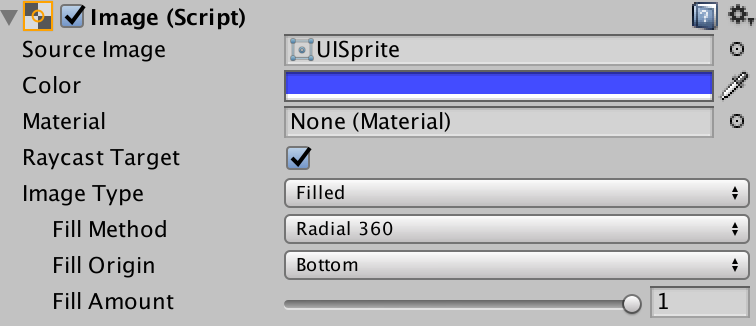 Image (Script)
Source Image UISprite
Color
Material None (Material)
Raycast Target
Image Type Filled
Fill Method Radial 360
Fill Origin Bottom
Fill Amount 1